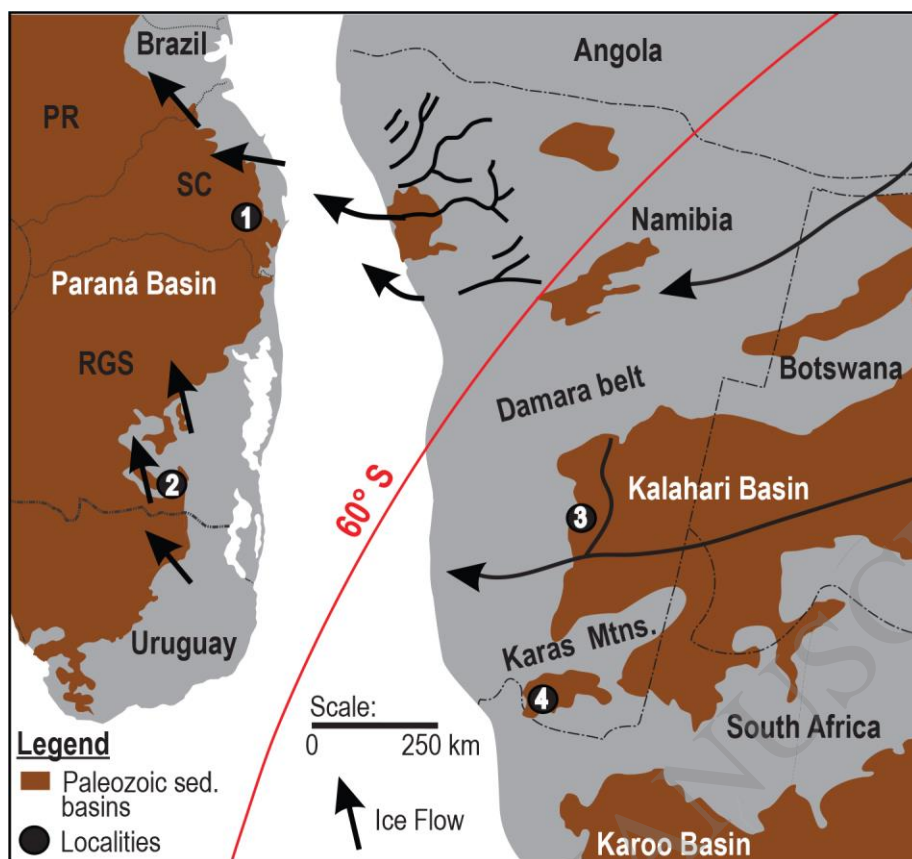 Brazil
Angola
PR
SC
1
Namibia
Paraná Basin
Botswana
RGS
Damara belt
60° S
2
Kalahari Basin
3
Uruguay
Karas Mtns.
4
South Africa
Scale:
0 250 km
Legend
Paleozoic sed.
basins
Localities
Ice Flow
Karoo Basin
ANUSC